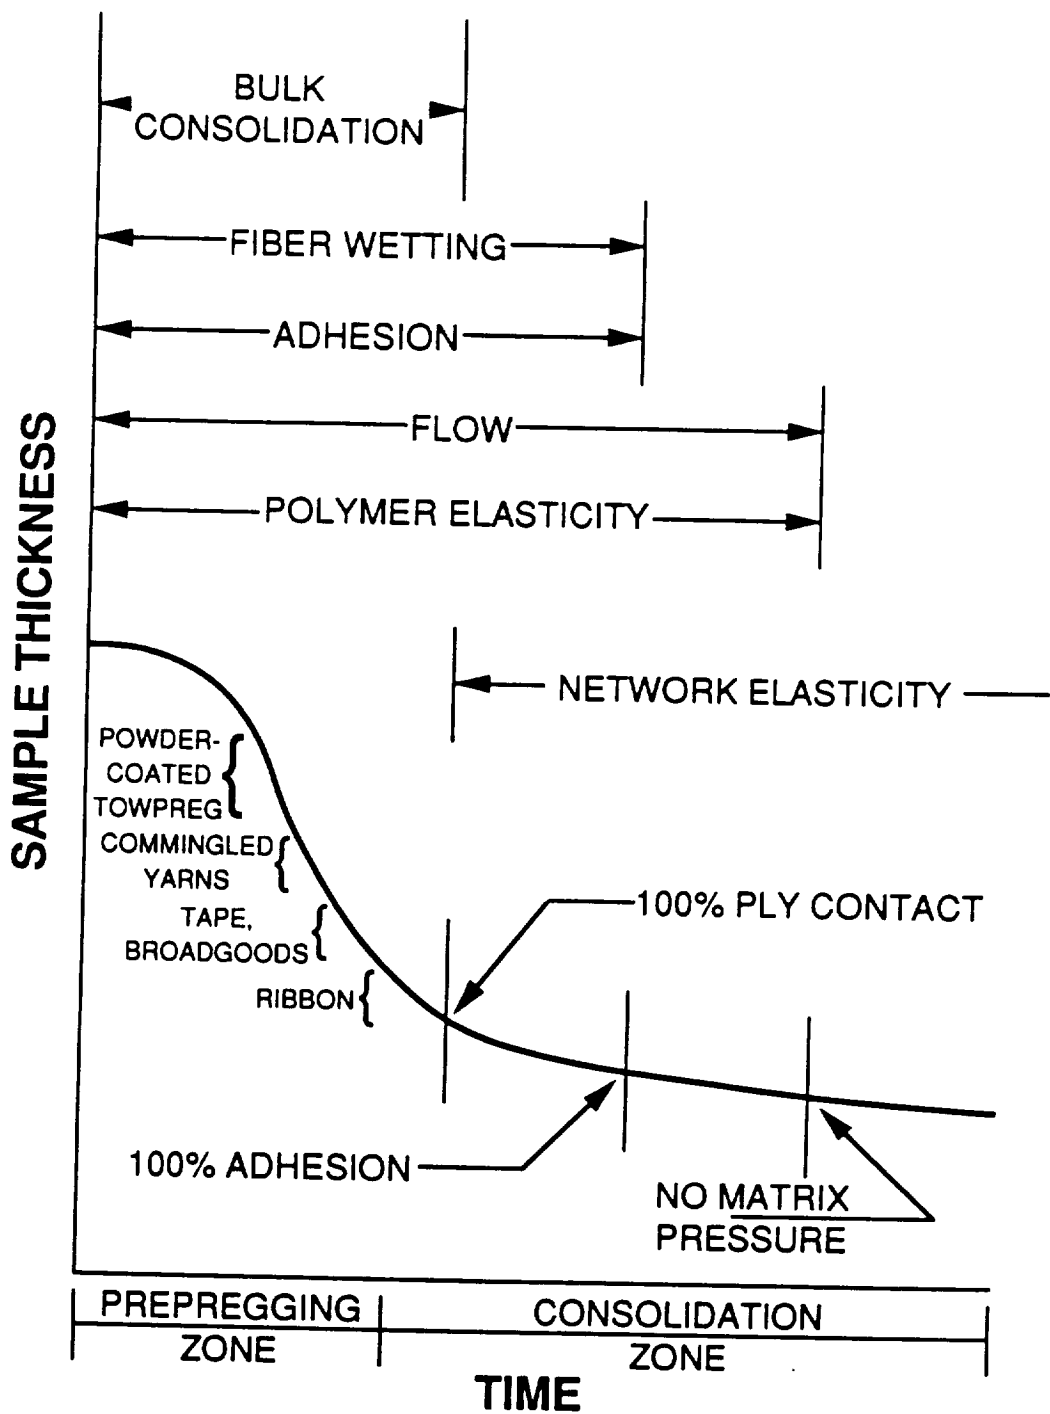 BULK
CONSOLIDATION
FIBER WETTING
ADHESION
FLOW
POLYMER ELASTICITY
SAMPLE THICKNESS
NETWORK ELASTICITY
POWDER-
COATED
TOWPREG
COMMINGLED
YARNS
TAPE,
BROADGOODS
RIBBON
100% PLY CONTACT
100% ADHESION
NO MATRIX
PRESSURE
PREPREGGING
ZONE
CONSOLIDATION
ZONE
TIME